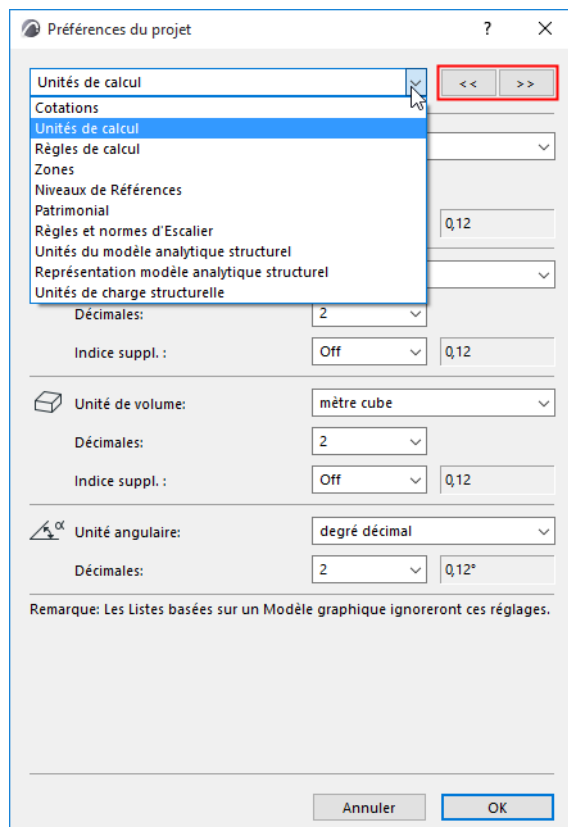 Préférences du projet ? ×
Unités de calcul << >>
Cotations
Unités de calcul
Règles de calcul
Zones
Niveaux de Références
Patrimonial
Règles et normes d'Escalier
0,12
Unités du modèle analytique structurel
Représentation modèle analytique structurel
Unités de charge structurelle
Décimales: 2
Indice suppl. : Off 0,12
Unité de volume: mètre cube
Décimales: 2
Indice suppl. : Off 0,12
α Unité angulaire: degré décimal
Décimales: 2 0,12°
Remarque: Les Listes basées sur un Modèle graphique ignoreront ces réglages.
Annuler OK